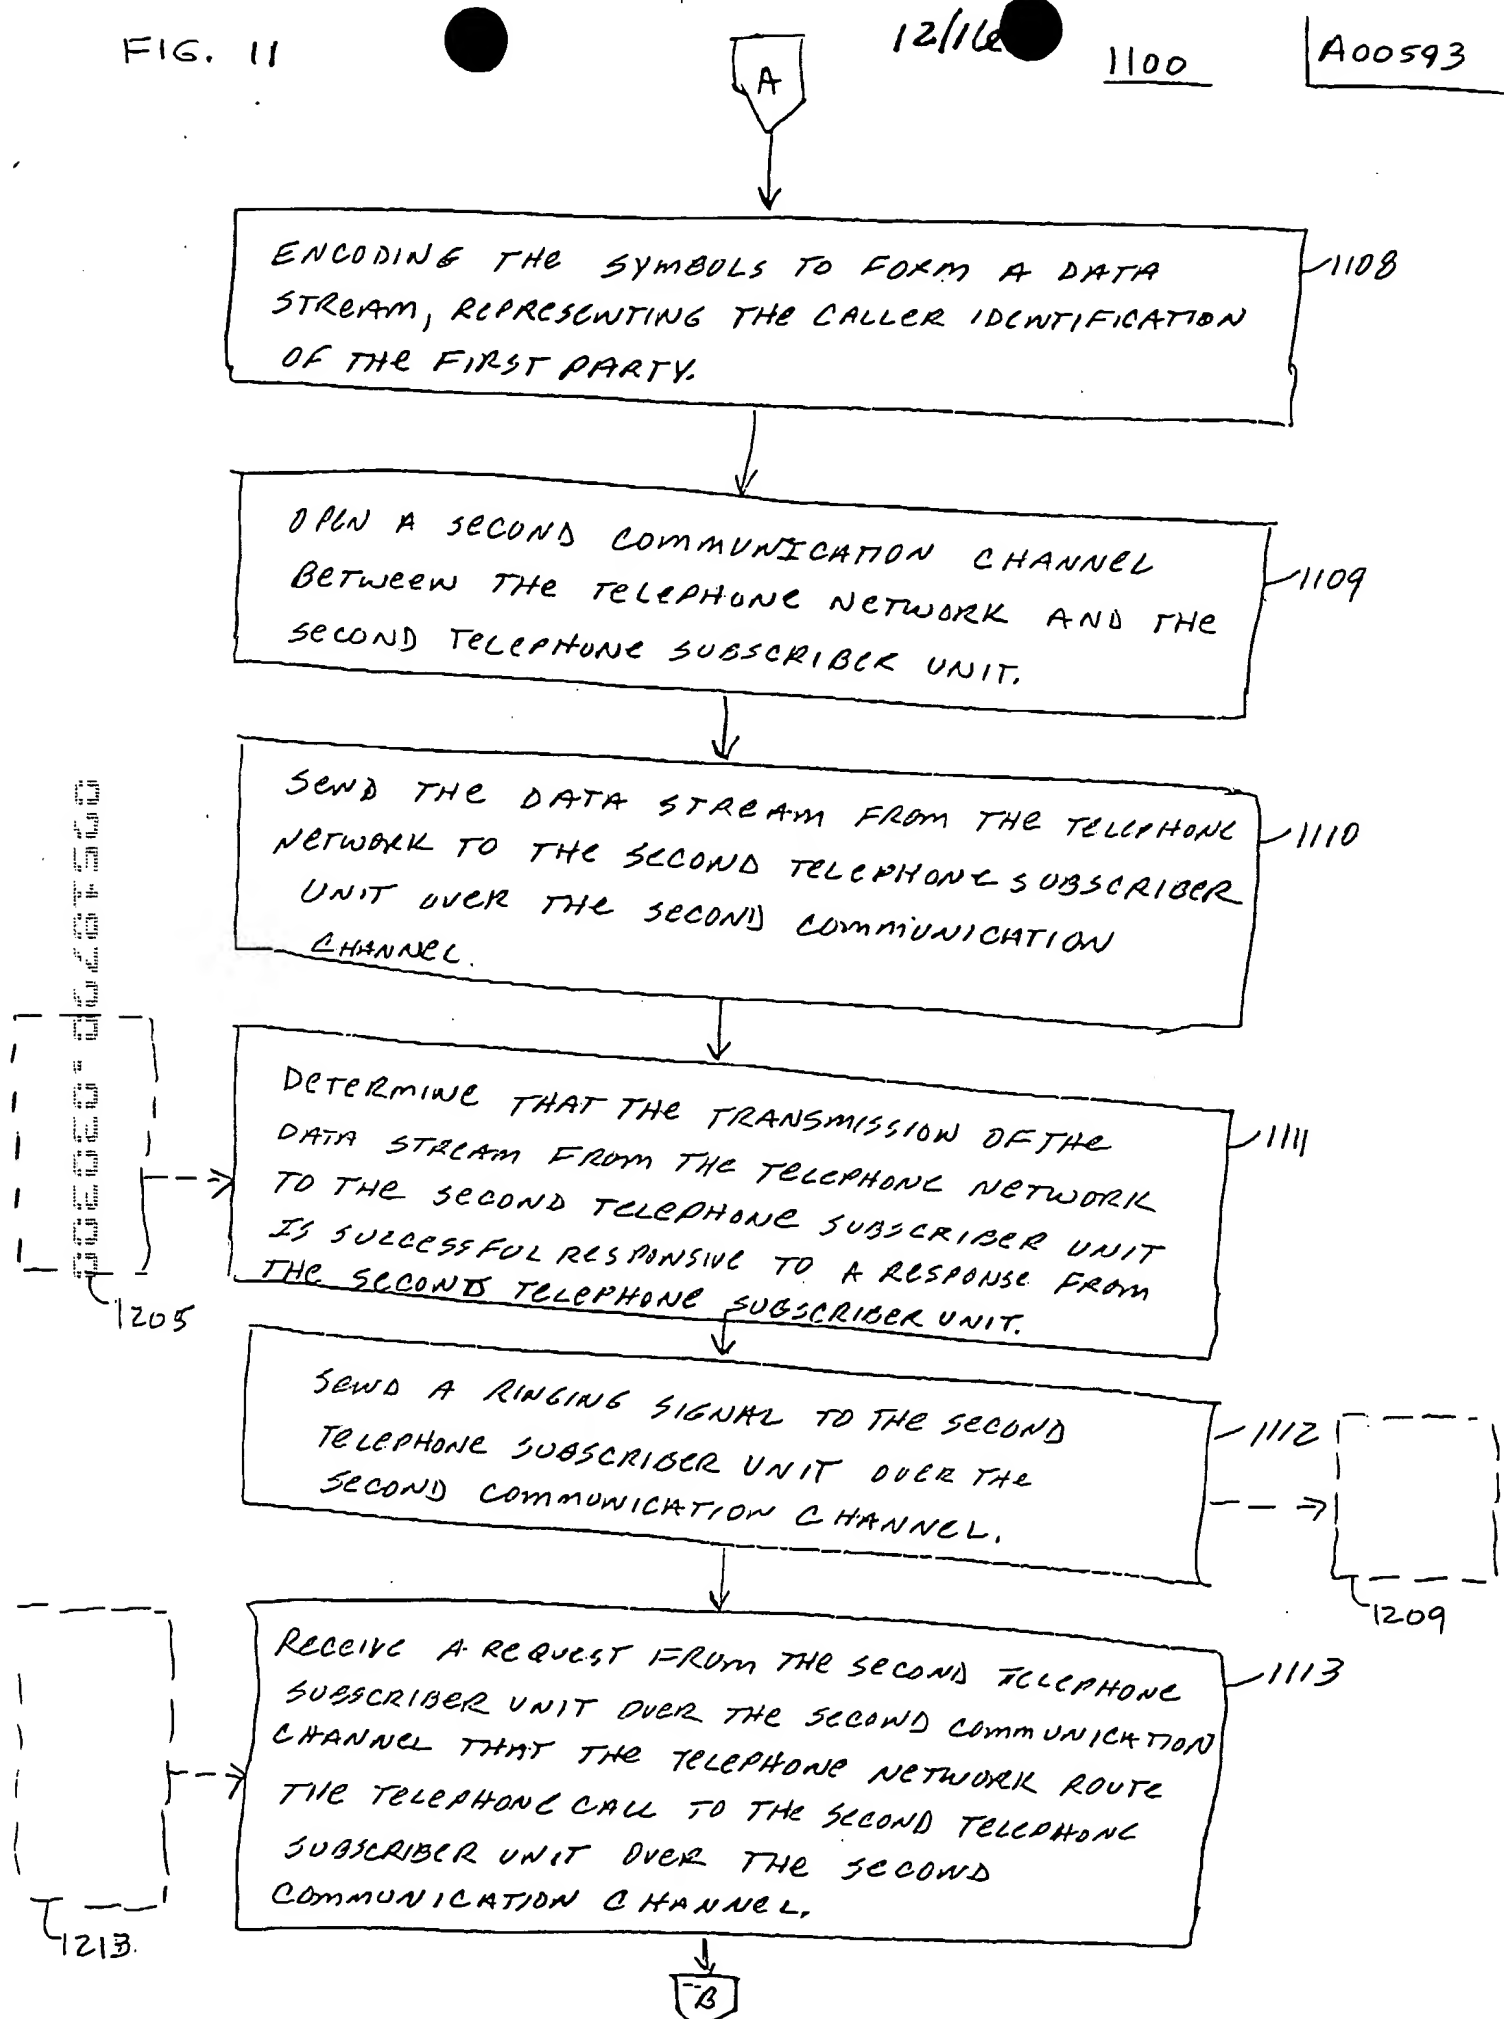 FIG. 11
12/16
1100
A00593
A
ENCODING THE SYMBOLS TO FORM A DATA
STREAM, REPRESENTING THE CALLER IDENTIFICATION
OF THE FIRST PARTY.
1108
OPEN A SECOND COMMUNICATION CHANNEL
BETWEEN THE TELEPHONE NETWORK AND THE
SECOND TELEPHONE SUBSCRIBER UNIT.
1109
SEND THE DATA STREAM FROM THE TELEPHONE
NETWORK TO THE SECOND TELEPHONE SUBSCRIBER
UNIT OVER THE SECOND COMMUNICATION
CHANNEL.
1110
DETERMINE THAT THE TRANSMISSION OF THE
DATA STREAM FROM THE TELEPHONE NETWORK
TO THE SECOND TELEPHONE SUBSCRIBER UNIT
IS SUCCESSFUL RESPONSIVE TO A RESPONSE FROM
THE SECOND TELEPHONE SUBSCRIBER UNIT.
1111
1205
SEND A RINGING SIGNAL TO THE SECOND
TELEPHONE SUBSCRIBER UNIT OVER THE
SECOND COMMUNICATION CHANNEL.
1112
1209
RECEIVE A REQUEST FROM THE SECOND TELEPHONE
SUBSCRIBER UNIT OVER THE SECOND COMMUNICATION
CHANNEL THAT THE TELEPHONE NETWORK ROUTE
THE TELEPHONE CALL TO THE SECOND TELEPHONE
SUBSCRIBER UNIT OVER THE SECOND
COMMUNICATION CHANNEL.
1113
1213.
B